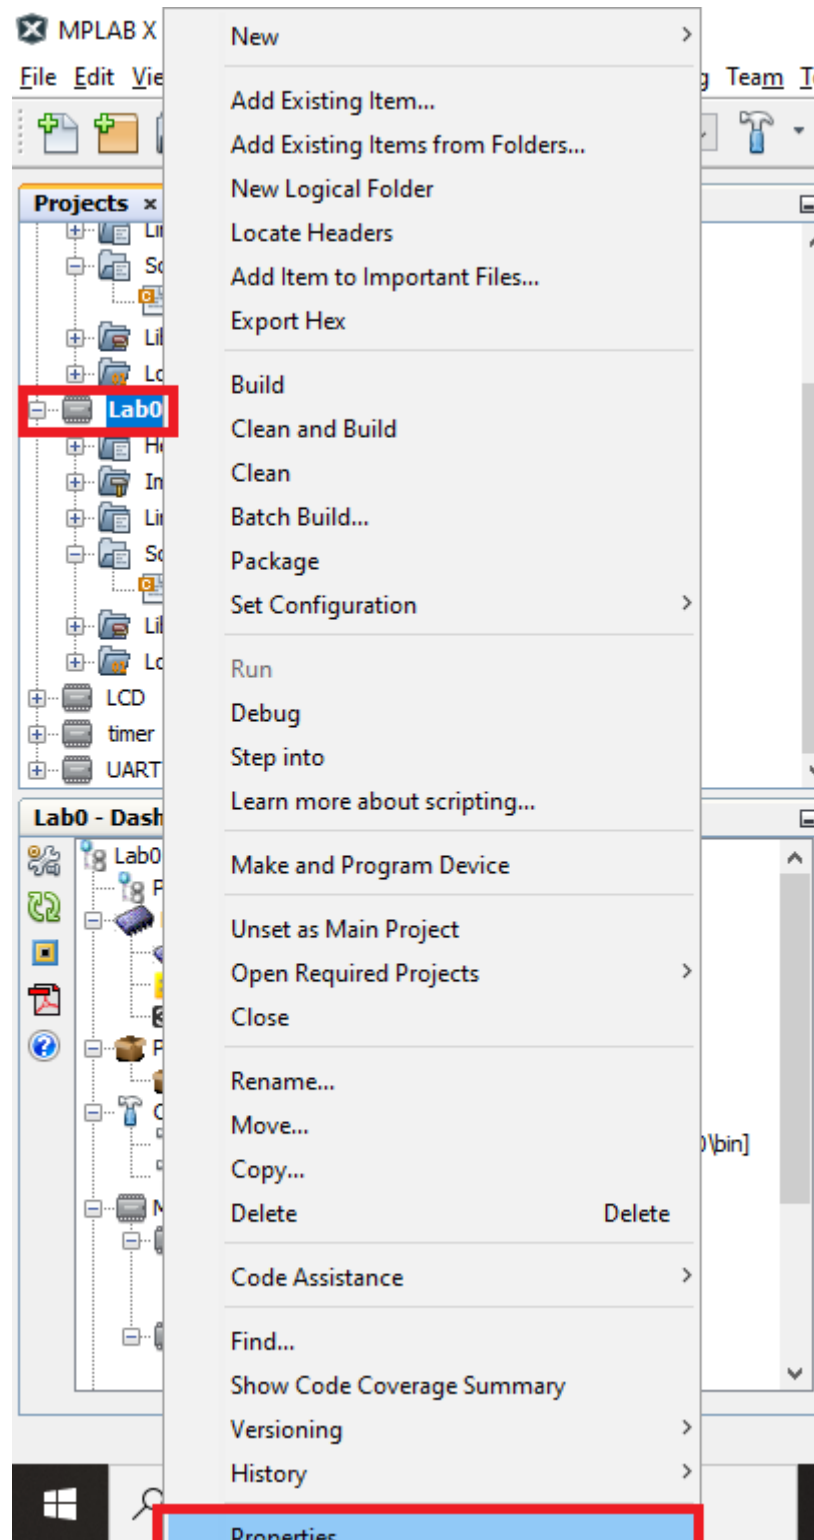 MPLAB X
File Edit Vie
Team
Projects
Lab0
LCD
timer
UART
Lab0 - Dash
Lab0
New
Add Existing Item...
Add Existing Items from Folders...
New Logical Folder
Locate Headers
Add Item to Important Files...
Export Hex
Build
Clean and Build
Clean
Batch Build...
Package
Set Configuration
Run
Debug
Step into
Learn more about scripting...
Make and Program Device
Unset as Main Project
Open Required Projects
Close
Rename...
Move...
Copy...
Delete Delete
Code Assistance
Find...
Show Code Coverage Summary
Versioning
History
Properties
\bin]